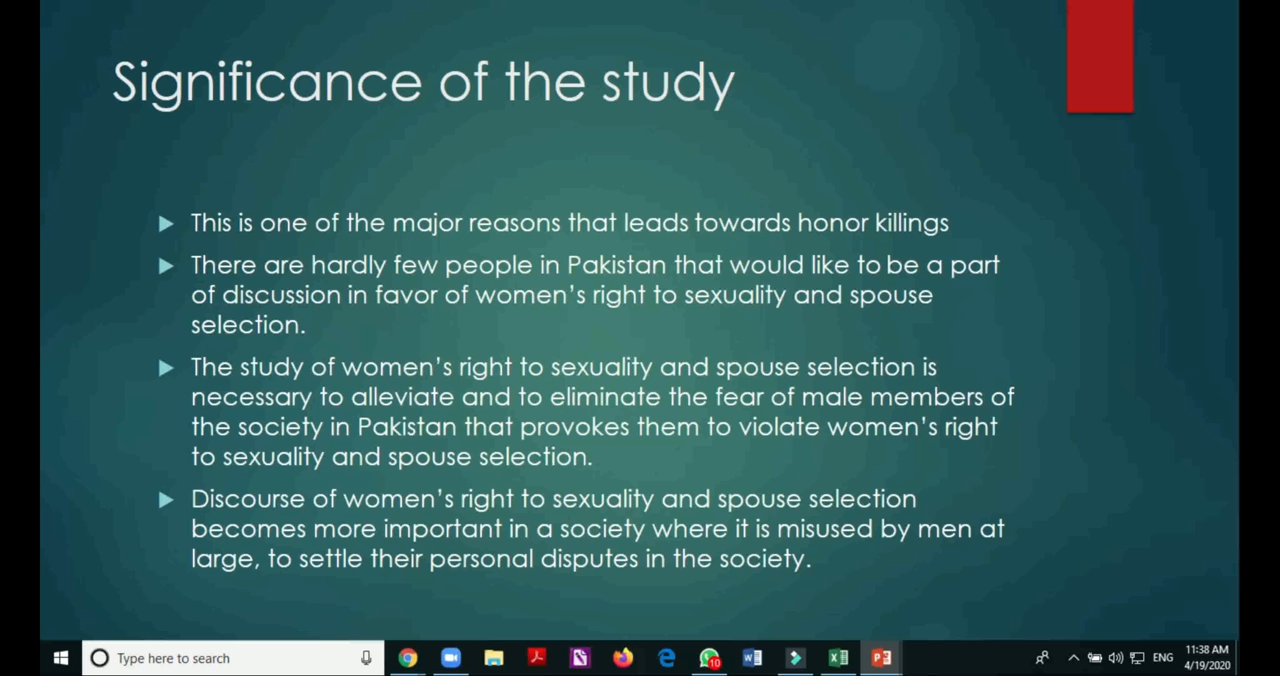 Significance of the study
This is one of the major reasons that leads towards honor killings
There are hardly few people in Pakistan that would like to be a part
of discussion in favor of women's right to sexuality and spouse
selection.
The study of women's right to sexuality and spouse selection is
necessary to alleviate and to eliminate the fear of male members of
the society in Pakistan that provokes them to violate women's right
to sexuality and spouse selection.
Discourse of women's right to sexuality and spouse selection
becomes more important in a society where it is misused by men at
large, to settle their personal disputes in the society.
Type here to search
10
ENG
11:38 AM
4/19/2020